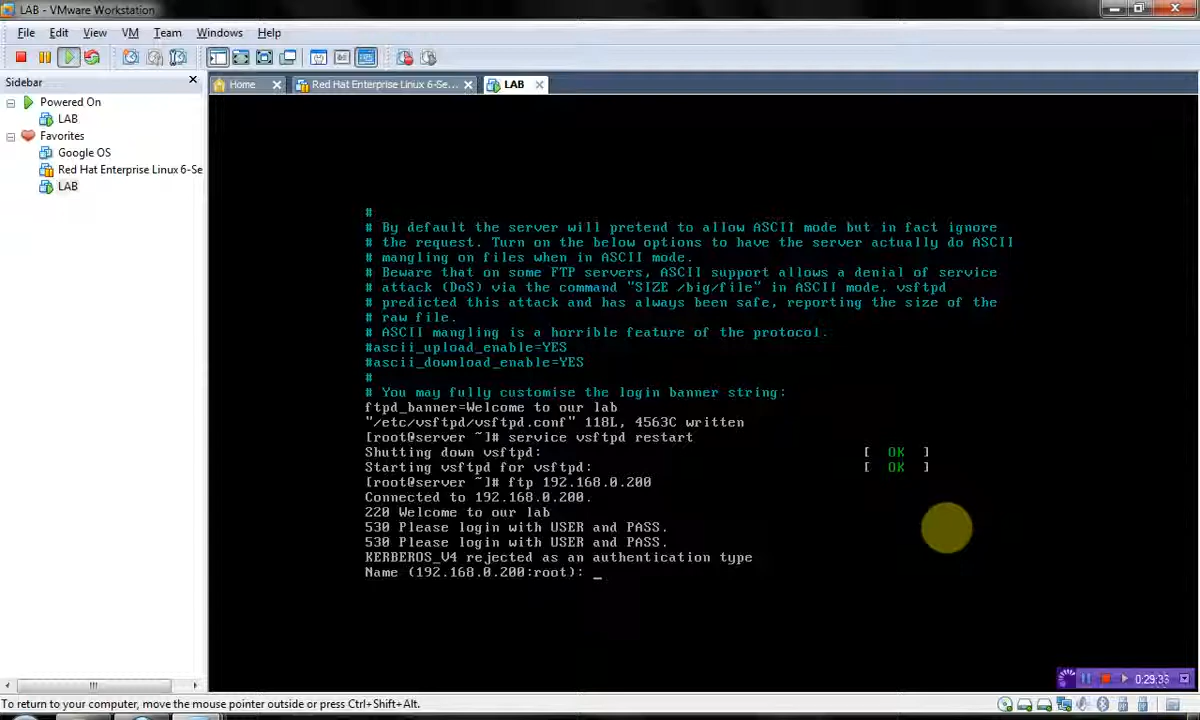 LAB - VMware Workstation
File Edit View VM Team Windows Help
Sidebar
Home
Red Hat Enterprise Linux 6-Se...
LAB
Powered On
LAB
Favorites
Google OS
Red Hat Enterprise Linux 6-Se
LAB
#
# By default the server will pretend to allow ASCII mode but in fact ignore
# the request. Turn on the below options to have the server actually do ASCII
# mangling on files when in ASCII mode.
# Beware that on some FTP servers, ASCII support allows a denial of service
# attack (DoS) via the command "SIZE /big/file" in ASCII mode. vsftpd
# predicted this attack and has always been safe, reporting the size of the
# raw file.
# ASCII mangling is a horrible feature of the protocol.
#ascii_upload_enable=YES
#ascii_download_enable=YES
#
# You may fully customise the login banner string:
ftpd_banner=Welcome to our lab
"/etc/vsftpd/vsftpd.conf" 118L, 4563C written
[root@server ~]# service vsftpd restart
Shutting down vsftpd: [ OK ]
Starting vsftpd for vsftpd: [ OK ]
[root@server ~]# ftp 192.168.0.200
Connected to 192.168.0.200.
220 Welcome to our lab
530 Please login with USER and PASS.
530 Please login with USER and PASS.
KERBEROS_V4 rejected as an authentication type
Name (192.168.0.200:root): _
0:29:33
To return to your computer, move the mouse pointer outside or press Ctrl+Shift+Alt.